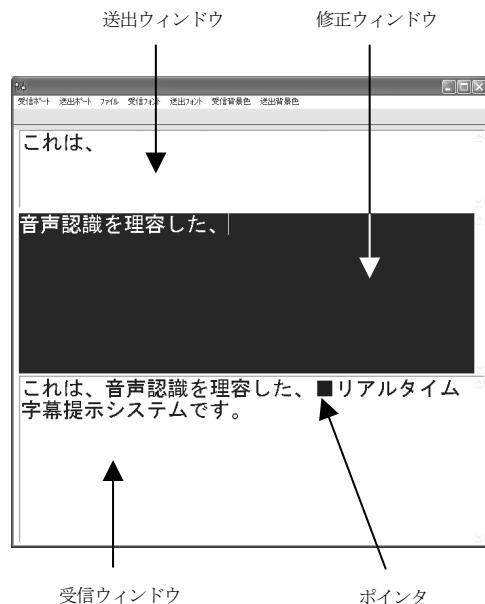 送出ウィンドウ 修正ウィンドウ
受信ポート 送出ポート ファイル 受信フォント 送出フォント 受信背景色 送出背景色
これは、
音声認識を理容した、
これは、音声認識を理容した、■リアルタイム
字幕提示システムです。
受信ウィンドウ ポインタ